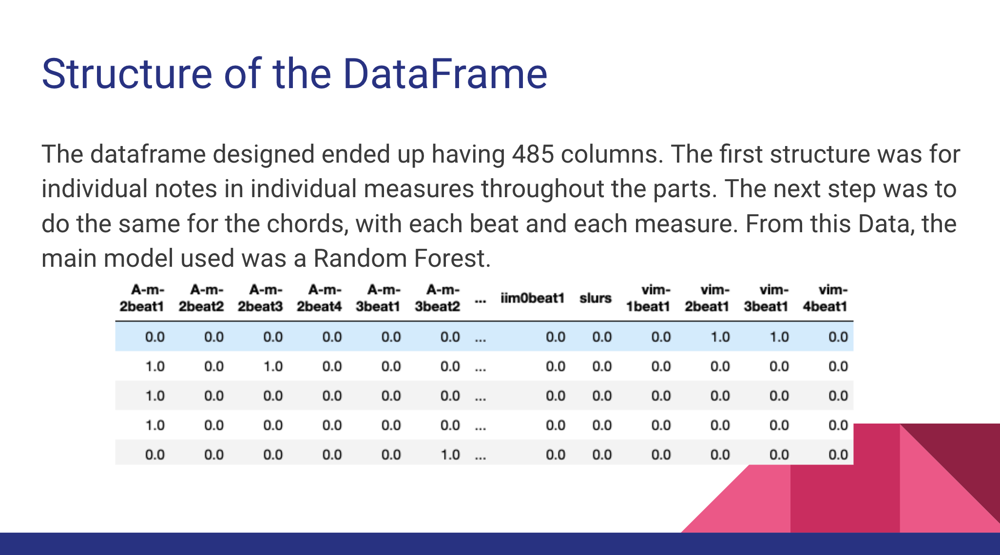 Structure of the DataFrame
The dataframe designed ended up having 485 columns. The first structure was for
individual notes in individual measures throughout the parts. The next step was to
do the same for the chords, with each beat and each measure. From this Data, the
main model used was a Random Forest.
A-m-2beat1 A-m-2beat2 A-m-2beat3 A-m-2beat4 A-m-3beat1 A-m-3beat2 ... iim0beat1 slurs vim-1beat1 vim-2beat1 vim-3beat1 vim-4beat1
0.0 0.0 0.0 0.0 0.0 0.0 ... 0.0 0.0 0.0 1.0 1.0 0.0
1.0 0.0 1.0 0.0 0.0 0.0 ... 0.0 0.0 0.0 0.0 0.0 0.0
1.0 0.0 0.0 0.0 0.0 0.0 ... 0.0 0.0 0.0 0.0 0.0 0.0
1.0 0.0 0.0 0.0 0.0 0.0 ... 0.0 0.0 0.0 0.0 0.0 0.0
0.0 0.0 0.0 0.0 0.0 1.0 ... 0.0 0.0 0.0 0.0 0.0 0.0